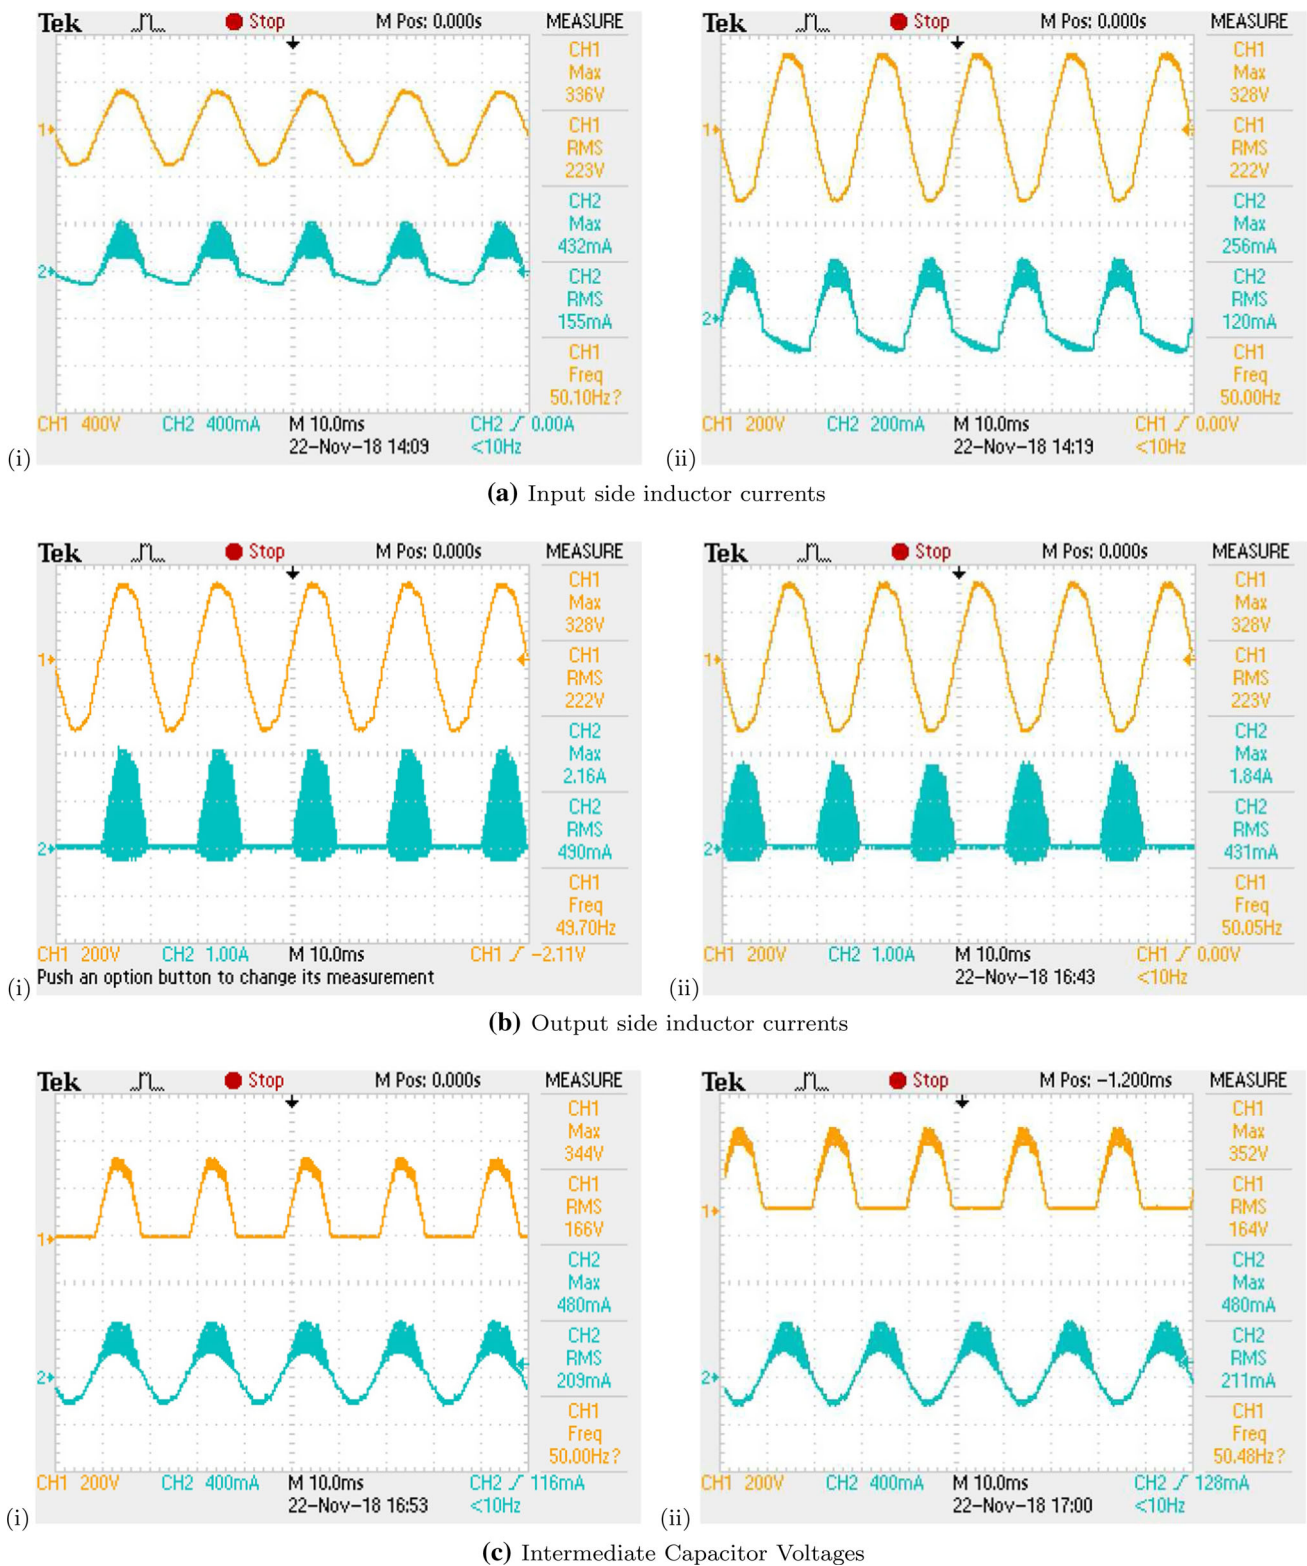 Tek Stop M Pos: 0.000s MEASURE
CH1
Max
336V
CH1
RMS
223V
CH2
Max
432mA
CH2
RMS
155mA
CH1
Freq
50.10Hz?
1
2
CH1 400V CH2 400mA M 10.0ms CH2 0.00A
22-Nov-18 14:09 <10Hz
(i)
Tek Stop M Pos: 0.000s MEASURE
CH1
Max
328V
CH1
RMS
222V
CH2
Max
256mA
CH2
RMS
120mA
CH1
Freq
50.00Hz
1
2
CH1 200V CH2 200mA M 10.0ms CH1 0.00V
22-Nov-18 14:19 <10Hz
(ii)
(a) Input side inductor currents
Tek Stop M Pos: 0.000s MEASURE
CH1
Max
328V
CH1
RMS
222V
CH2
Max
2.16A
CH2
RMS
490mA
CH1
Freq
49.70Hz
1
2
CH1 200V CH2 1.00A M 10.0ms CH1 -2.11V
Push an option button to change its measurement
(i)
Tek Stop M Pos: 0.000s MEASURE
CH1
Max
328V
CH1
RMS
223V
CH2
Max
1.84A
CH2
RMS
431mA
CH1
Freq
50.05Hz
1
2
CH1 200V CH2 1.00A M 10.0ms CH1 0.00V
22-Nov-18 16:43 <10Hz
(ii)
(b) Output side inductor currents
Tek Stop M Pos: 0.000s MEASURE
CH1
Max
344V
CH1
RMS
166V
CH2
Max
480mA
CH2
RMS
209mA
CH1
Freq
50.00Hz?
1
2
CH1 200V CH2 400mA M 10.0ms CH2 116mA
22-Nov-18 16:53 <10Hz
(i)
Tek Stop M Pos: -1.200ms MEASURE
CH1
Max
352V
CH1
RMS
164V
CH2
Max
480mA
CH2
RMS
211mA
CH1
Freq
50.48Hz?
1
2
CH1 200V CH2 400mA M 10.0ms CH2 128mA
22-Nov-18 17:00 <10Hz
(ii)
(c) Intermediate Capacitor Voltages